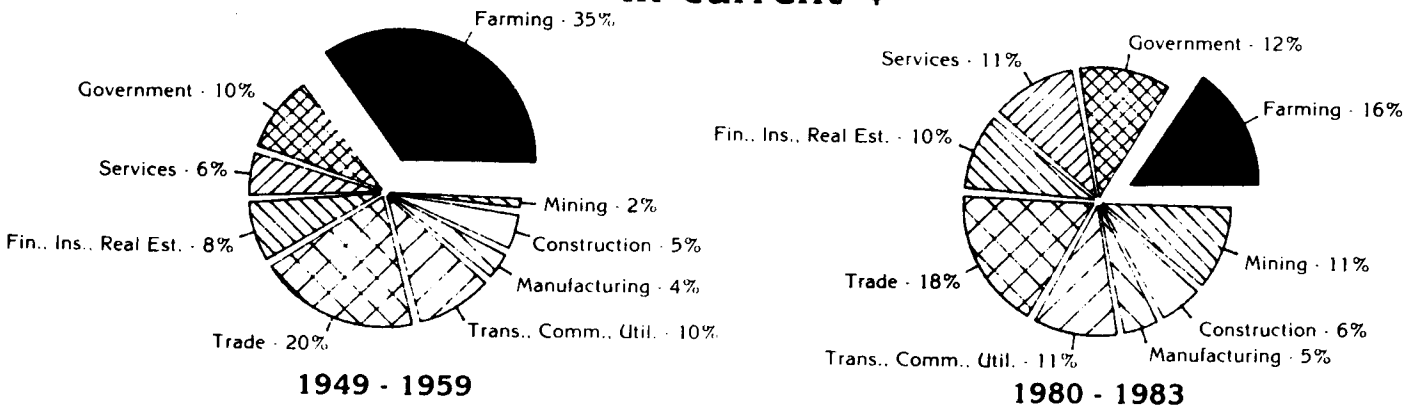 in current $
Farming · 35%
Government · 10%
Services · 6%
Fin., Ins., Real Est. · 8%
Trade · 20%
Trans., Comm., Util. · 10%
Manufacturing · 4%
Construction · 5%
Mining · 2%
1949 - 1959
Government · 12%
Services · 11%
Farming · 16%
Fin., Ins., Real Est. · 10%
Trade · 18%
Mining · 11%
Construction · 6%
Manufacturing · 5%
Trans., Comm., Util. · 11%
1980 - 1983